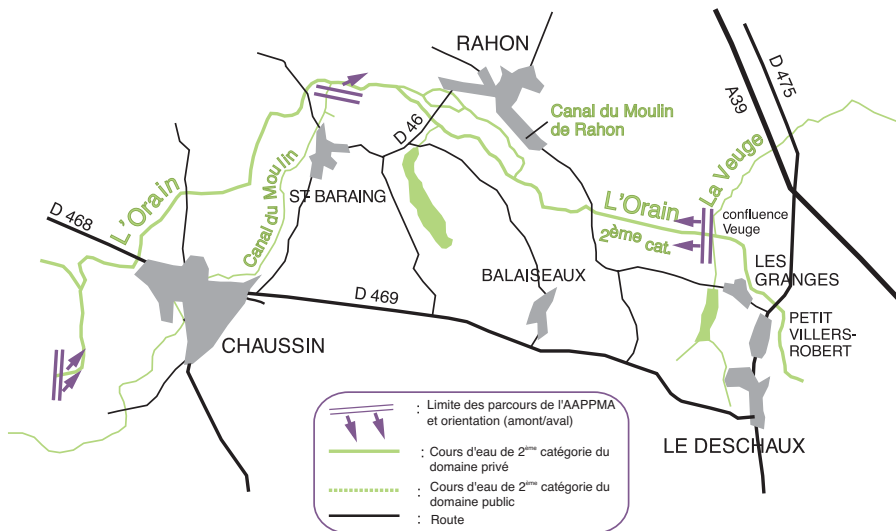 RAHON
D 475
A39
Canal du Moulin
de Rahon
D 46
La Veuge
L'Orain
Canal du Moulin
ST- BARAING
D 468
L'Orain
2ème cat.
confluence
Veuge
LES
GRANGES
BALAISEAUX
D 469
PETIT
VILLERS-
ROBERT
CHAUSSIN
LE DESCHAUX
: Limite des parcours de l'AAPPMA
et orientation (amont/aval)
: Cours d'eau de 2ème catégorie du
domaine privé
: Cours d'eau de 2ème catégorie du
domaine public
: Route